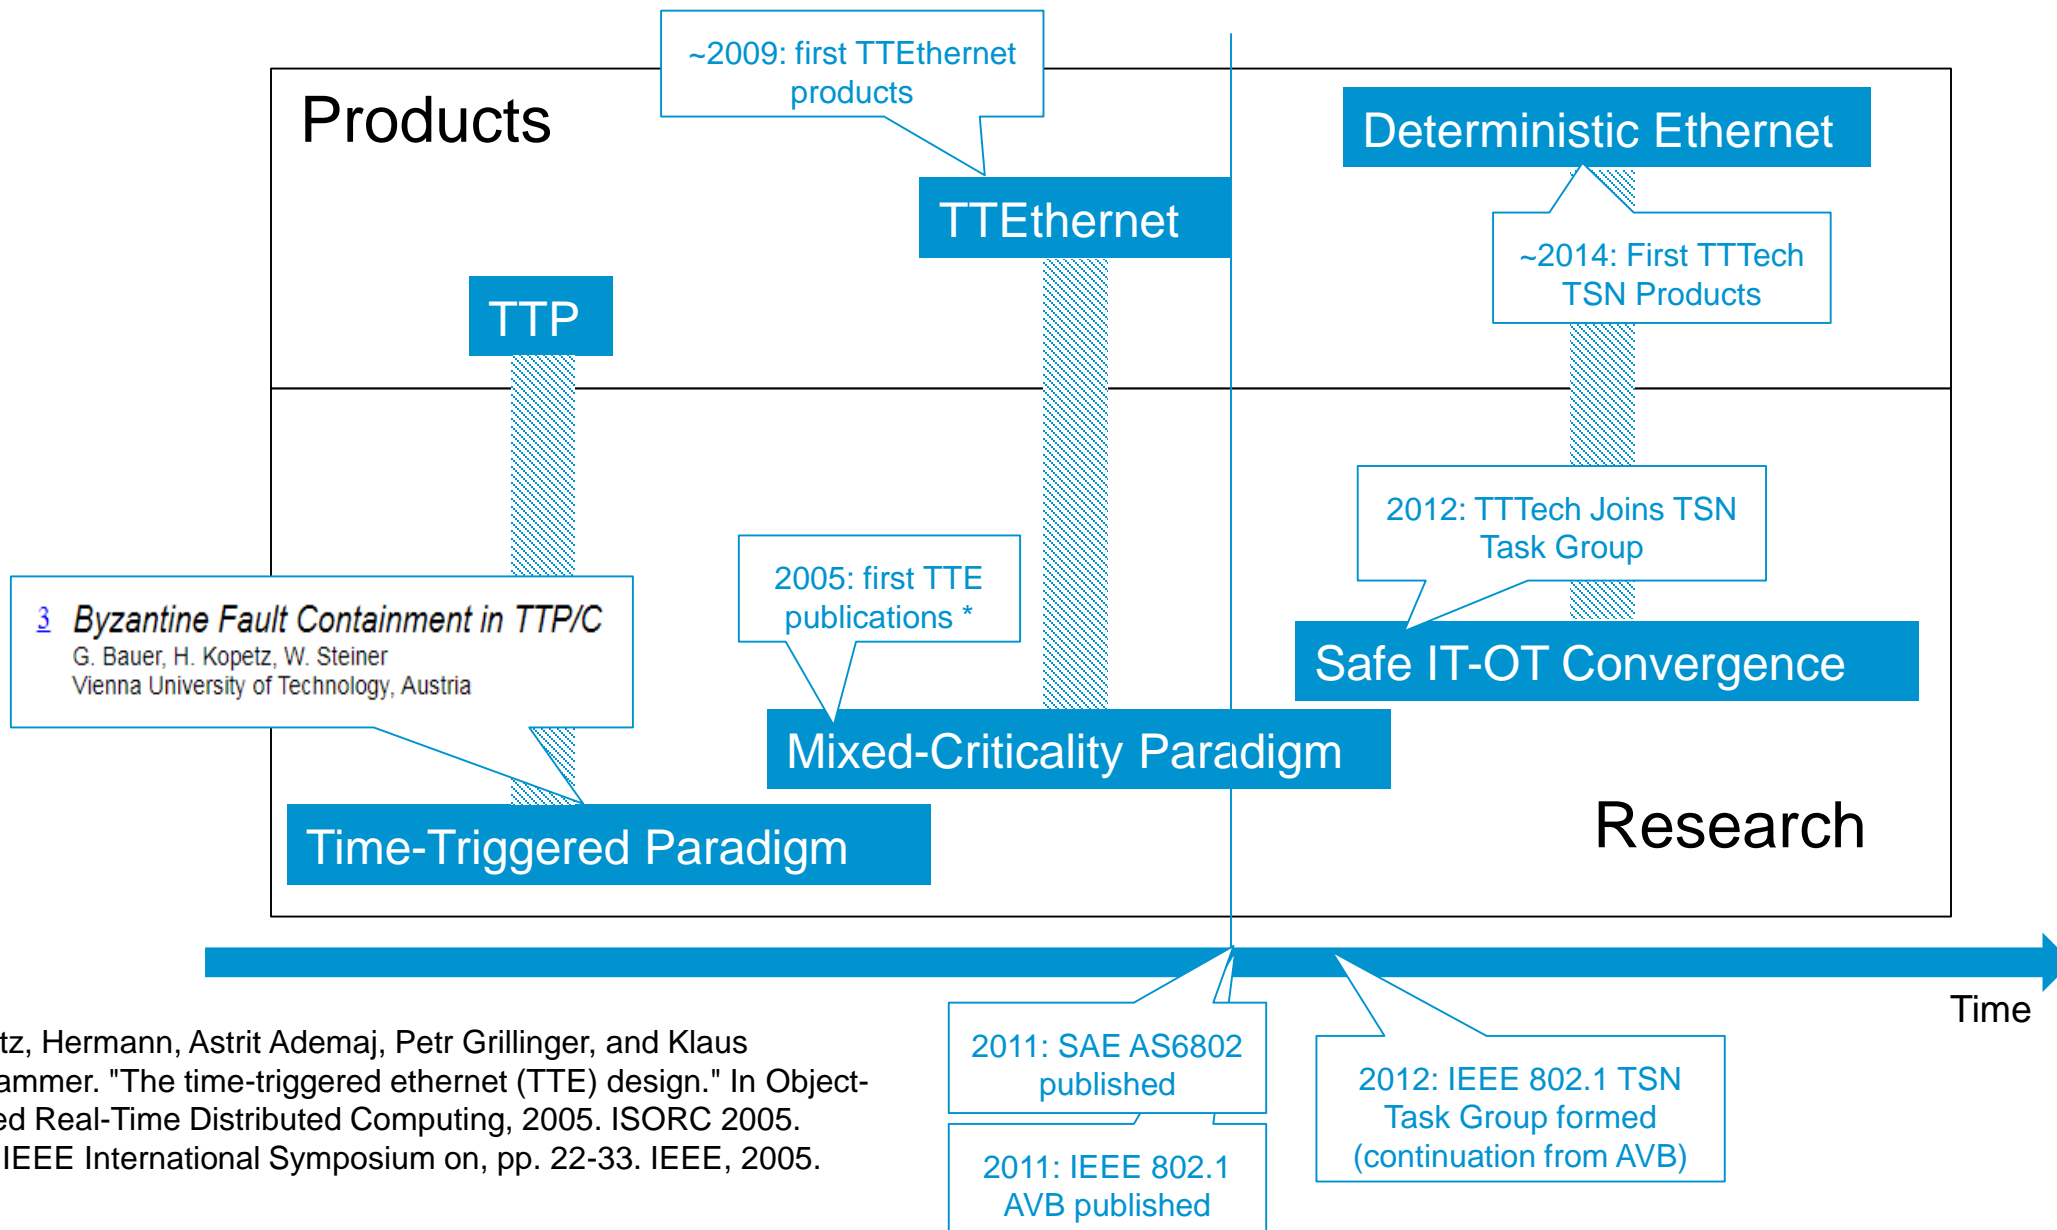 ~2009: first TTEthernet
products
Products
Deterministic Ethernet
TTEthernet
~2014: First TTTech
TSN Products
TTP
2012: TTTech Joins TSN
Task Group
2005: first TTE
publications *
3 Byzantine Fault Containment in TTP/C
G. Bauer, H. Kopetz, W. Steiner
Vienna University of Technology, Austria
Safe IT-OT Convergence
Mixed-Criticality Paradigm
Time-Triggered Paradigm
Research
Time
tz, Hermann, Astrit Ademaj, Petr Grillinger, and Klaus
ammer. "The time-triggered ethernet (TTE) design." In Object-
ed Real-Time Distributed Computing, 2005. ISORC 2005.
IEEE International Symposium on, pp. 22-33. IEEE, 2005.
2011: SAE AS6802
published
2011: IEEE 802.1
AVB published
2012: IEEE 802.1 TSN
Task Group formed
(continuation from AVB)